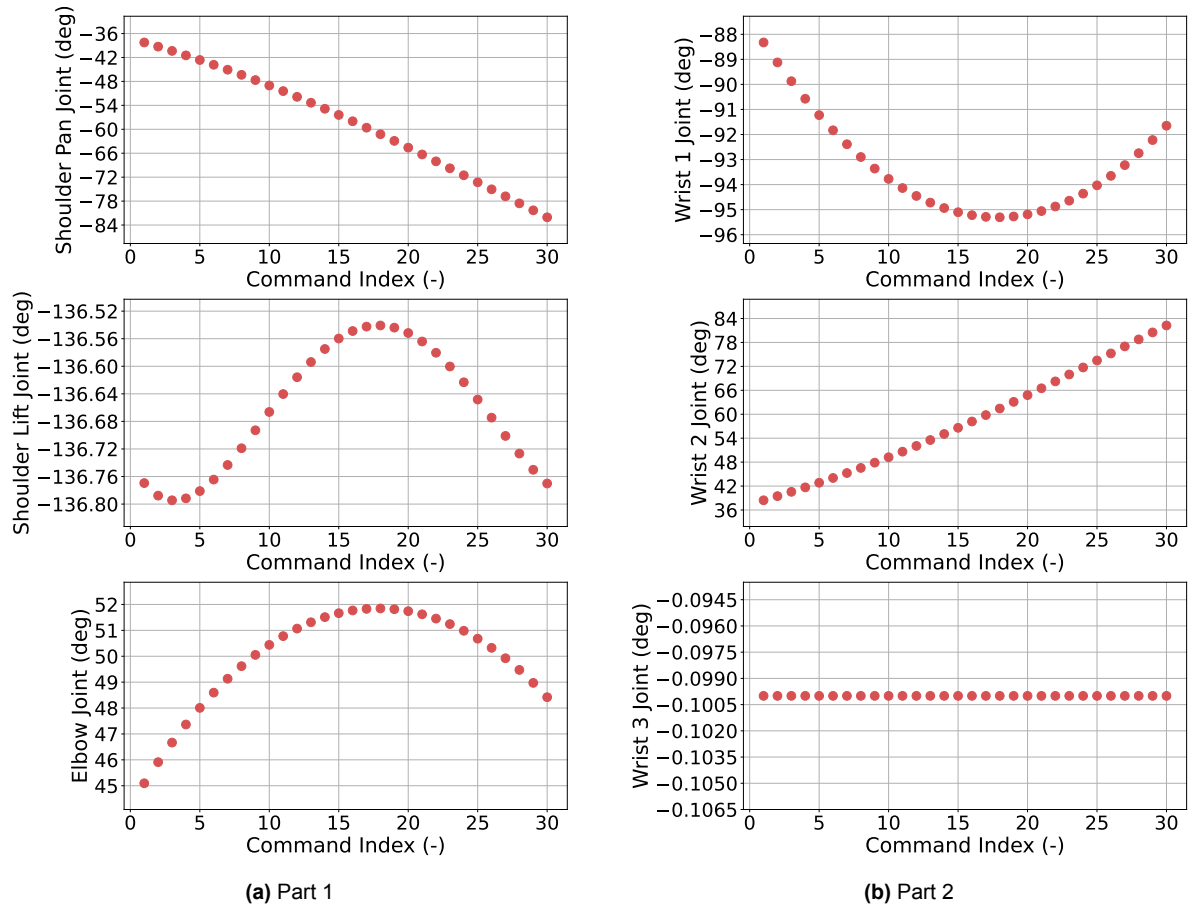 Shoulder Pan Joint (deg)
−36
−42
−48
−54
−60
−66
−72
−78
−84
0 5 10 15 20 25 30
Command Index (-)
Shoulder Lift Joint (deg)
−136.52
−136.56
−136.60
−136.64
−136.68
−136.72
−136.76
−136.80
0 5 10 15 20 25 30
Command Index (-)
Elbow Joint (deg)
52
51
50
49
48
47
46
45
0 5 10 15 20 25 30
Command Index (-)
(a) Part 1
Wrist 1 Joint (deg)
−88
−89
−90
−91
−92
−93
−94
−95
−96
0 5 10 15 20 25 30
Command Index (-)
Wrist 2 Joint (deg)
84
78
72
66
60
54
48
42
36
0 5 10 15 20 25 30
Command Index (-)
Wrist 3 Joint (deg)
−0.0945
−0.0960
−0.0975
−0.0990
−0.1005
−0.1020
−0.1035
−0.1050
−0.1065
0 5 10 15 20 25 30
Command Index (-)
(b) Part 2